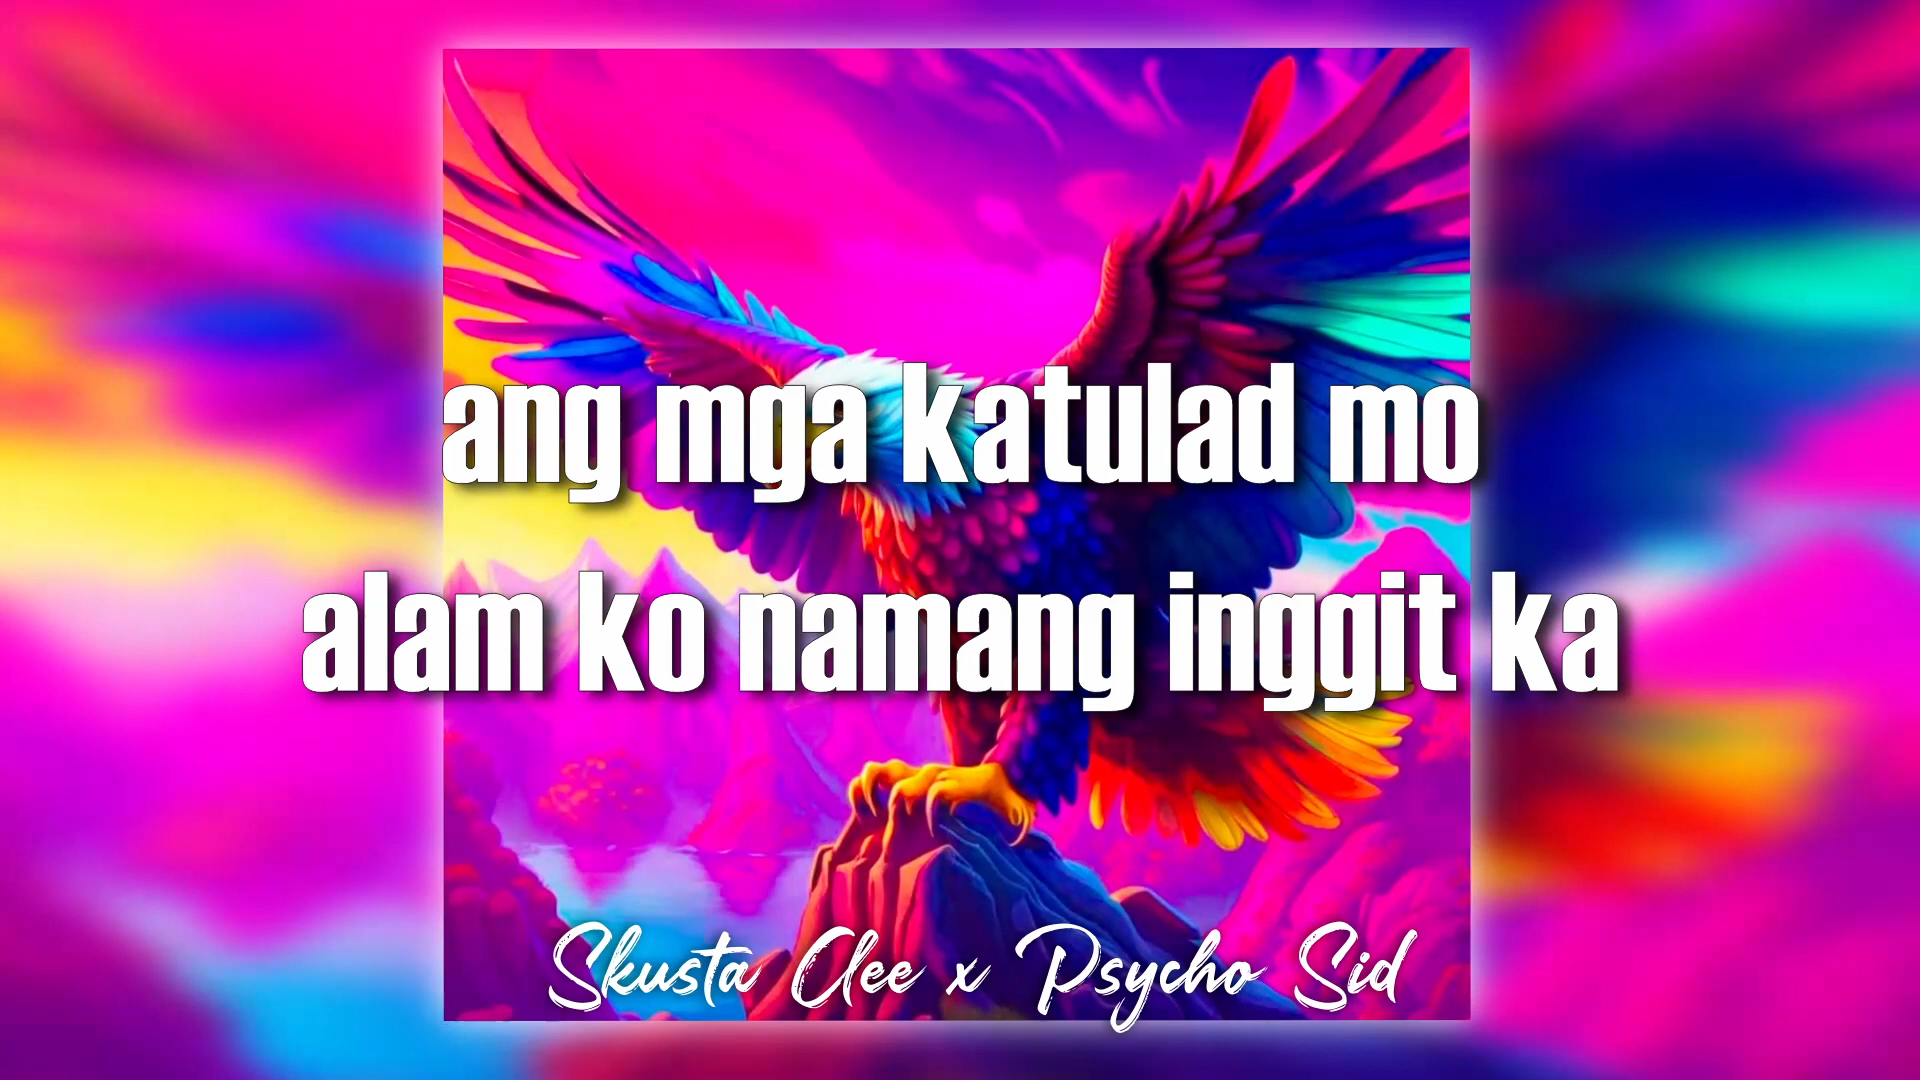 ang mga katulad mo
alam ko namang inggit ka
Skusta Clee x Psycho Sid